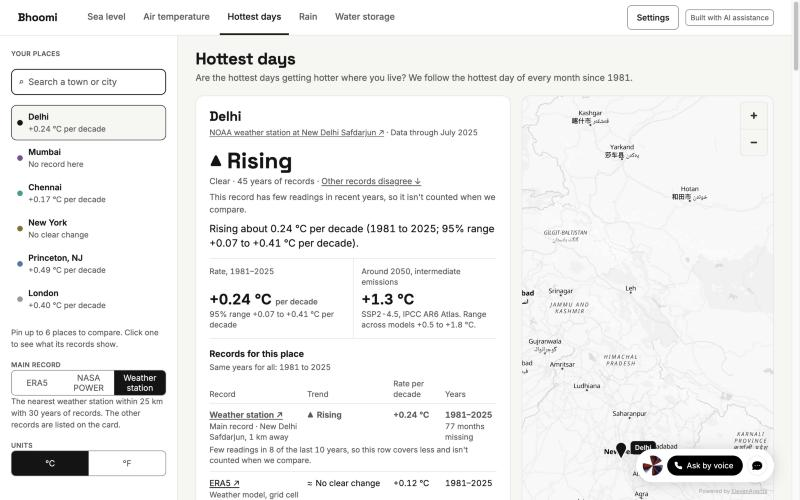 Bhoomi
Sea level
Air temperature
Hottest days
Rain
Water storage
Settings
Built with AI assistance
YOUR PLACES
Search a town or city
Delhi
+0.24 °C per decade
Mumbai
No record here
Chennai
+0.17 °C per decade
New York
No clear change
Princeton, NJ
+0.49 °C per decade
London
+0.40 °C per decade
Pin up to 6 places to compare. Click one
to see what its records show.
MAIN RECORD
ERA5
NASA
POWER
Weather
station
The nearest weather station within 25 km
with 30 years of records. The other
records are listed on the card.
UNITS
°C
°F
Hottest days
Are the hottest days getting hotter where you live? We follow the hottest day of every month since 1981.
Delhi
NOAA weather station at New Delhi Safdarjun ↗ · Data through July 2025
▲ Rising
Clear · 45 years of records · Other records disagree ↓
This record has few readings in recent years, so it isn't counted when we
compare.
Rising about 0.24 °C per decade (1981 to 2025; 95% range
+0.07 to +0.41 °C per decade).
Rate, 1981–2025
+0.24 °C per decade
95% range +0.07 to +0.41 °C per
decade
Around 2050, intermediate
emissions
+1.3 °C
SSP2-4.5, IPCC AR6 Atlas. Range
across models +0.5 to +1.8 °C.
Records for this place
Same years for all: 1981 to 2025
Record
Trend
Rate per
decade
Years
Weather station ↗
Main record · New Delhi
Safdarjun, 1 km away
▲ Rising
+0.24 °C
1981–2025
77 months
missing
Few readings in 8 of the last 10 years, so this row covers less and isn't
counted when we compare.
ERA5 ↗
Weather model, grid cell
≈ No clear change
+0.12 °C
1981–2025
+
−
Kashgar
喀什市
قەشقەر
Yarkand
莎车县
يەكەن
Hotan
和田市
خوتەن
GILGIT-BALTISTAN
گلگت بلتستان
Srinagar
Leh
JAMMU AND
KASHMIR
Gujranwala
گوجرانوالہ
Amritsar
HIMACHAL
PRADESH
Ludhiana
Saharanpur
Delhi
KARNALI
PROVINCE
Agra
Ask by voice
Powered by ElevenAgents